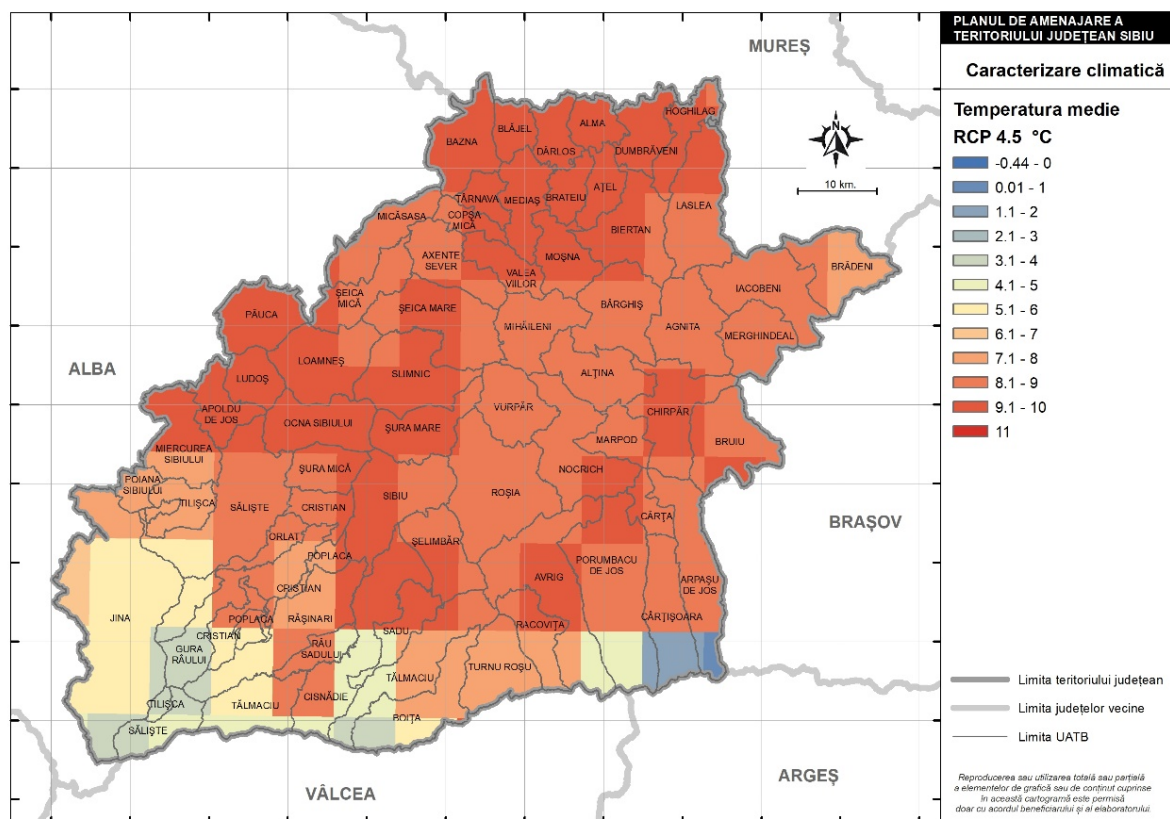 PLANUL DE AMENAJARE A
TERITORIULUI JUDEȚEAN SIBIU
Caracterizare climatică
Temperatura medie
RCP 4.5 °C
-0.44 - 0
0.01 - 1
1.1 - 2
2.1 - 3
3.1 - 4
4.1 - 5
5.1 - 6
6.1 - 7
7.1 - 8
8.1 - 9
9.1 - 10
11
Limita teritoriului județean
Limita județelor vecine
Limita UATB
Reproducerea sau utilizarea totală sau parțială
a elementelor de grafică sau de conținut cuprinse
în această cartogramă este permisă
doar cu acordul beneficiarului și al elaboratorului.
MUREȘ
N
10 km.
ALBA
BRAȘOV
ARGEȘ
VÂLCEA
HOGHILAG
BLĂJEL
ALMA
BAZNA
DÂRLOS
DUMBRĂVENI
AȚEL
TÂRNAVA
MEDIAȘ
BRATEIU
LASLEA
MICĂSASA
COPȘA
MICĂ
BIERTAN
AXENTE
SEVER
MOȘNA
BRĂDENI
VALEA
VIILOR
IACOBENI
ȘEICA
MICĂ
ȘEICA MARE
BÂRGHIȘ
PĂUCA
MIHĂILENI
AGNITA
MERGHINDEAL
LOAMNEȘ
LUDOȘ
SLIMNIC
ALȚINA
APOLDU
DE JOS
VURPĂR
CHIRPĂR
OCNA SIBIULUI
ȘURA MARE
MARPOD
BRUIU
MIERCUREA
SIBIULUI
ȘURA MICĂ
NOCRICH
POIANA
SIBIULUI
SIBIU
ROȘIA
TILIȘCA
SĂLIȘTE
CRISTIAN
CÂRȚA
ORLAT
ȘELIMBĂR
POPLACA
PORUMBACU
DE JOS
AVRIG
ARPAȘU
DE JOS
CRISTIAN
JINA
POPLACA
RĂȘINARI
CÂRȚIȘOARA
RACOVIȚA
CRISTIAN
SADU
GURA
RÂULUI
RÂU
SADULUI
TURNU ROȘU
TĂLMACIU
CISNĂDIE
TILIȘCA
TĂLMACIU
BOIȚA
SĂLIȘTE